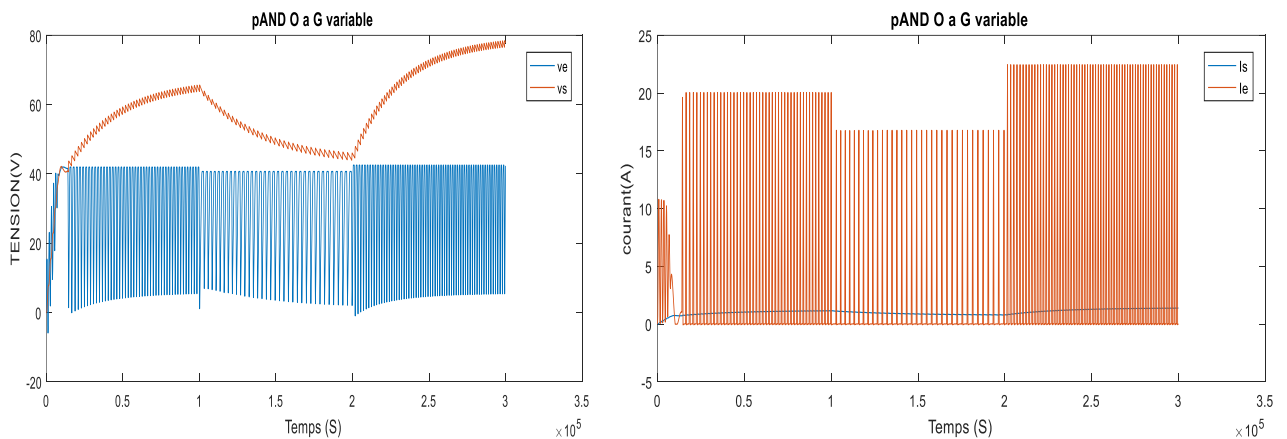 pAND O a G variable
80
60
40
20
0
-20
TENSION(V)
ve
vs
0 0.5 1 1.5 2 2.5 3 3.5
Temps (S)
×10^5
pAND O a G variable
25
20
15
10
5
0
-5
courant(A)
Is
Ie
0 0.5 1 1.5 2 2.5 3 3.5
Temps (S)
×10^5